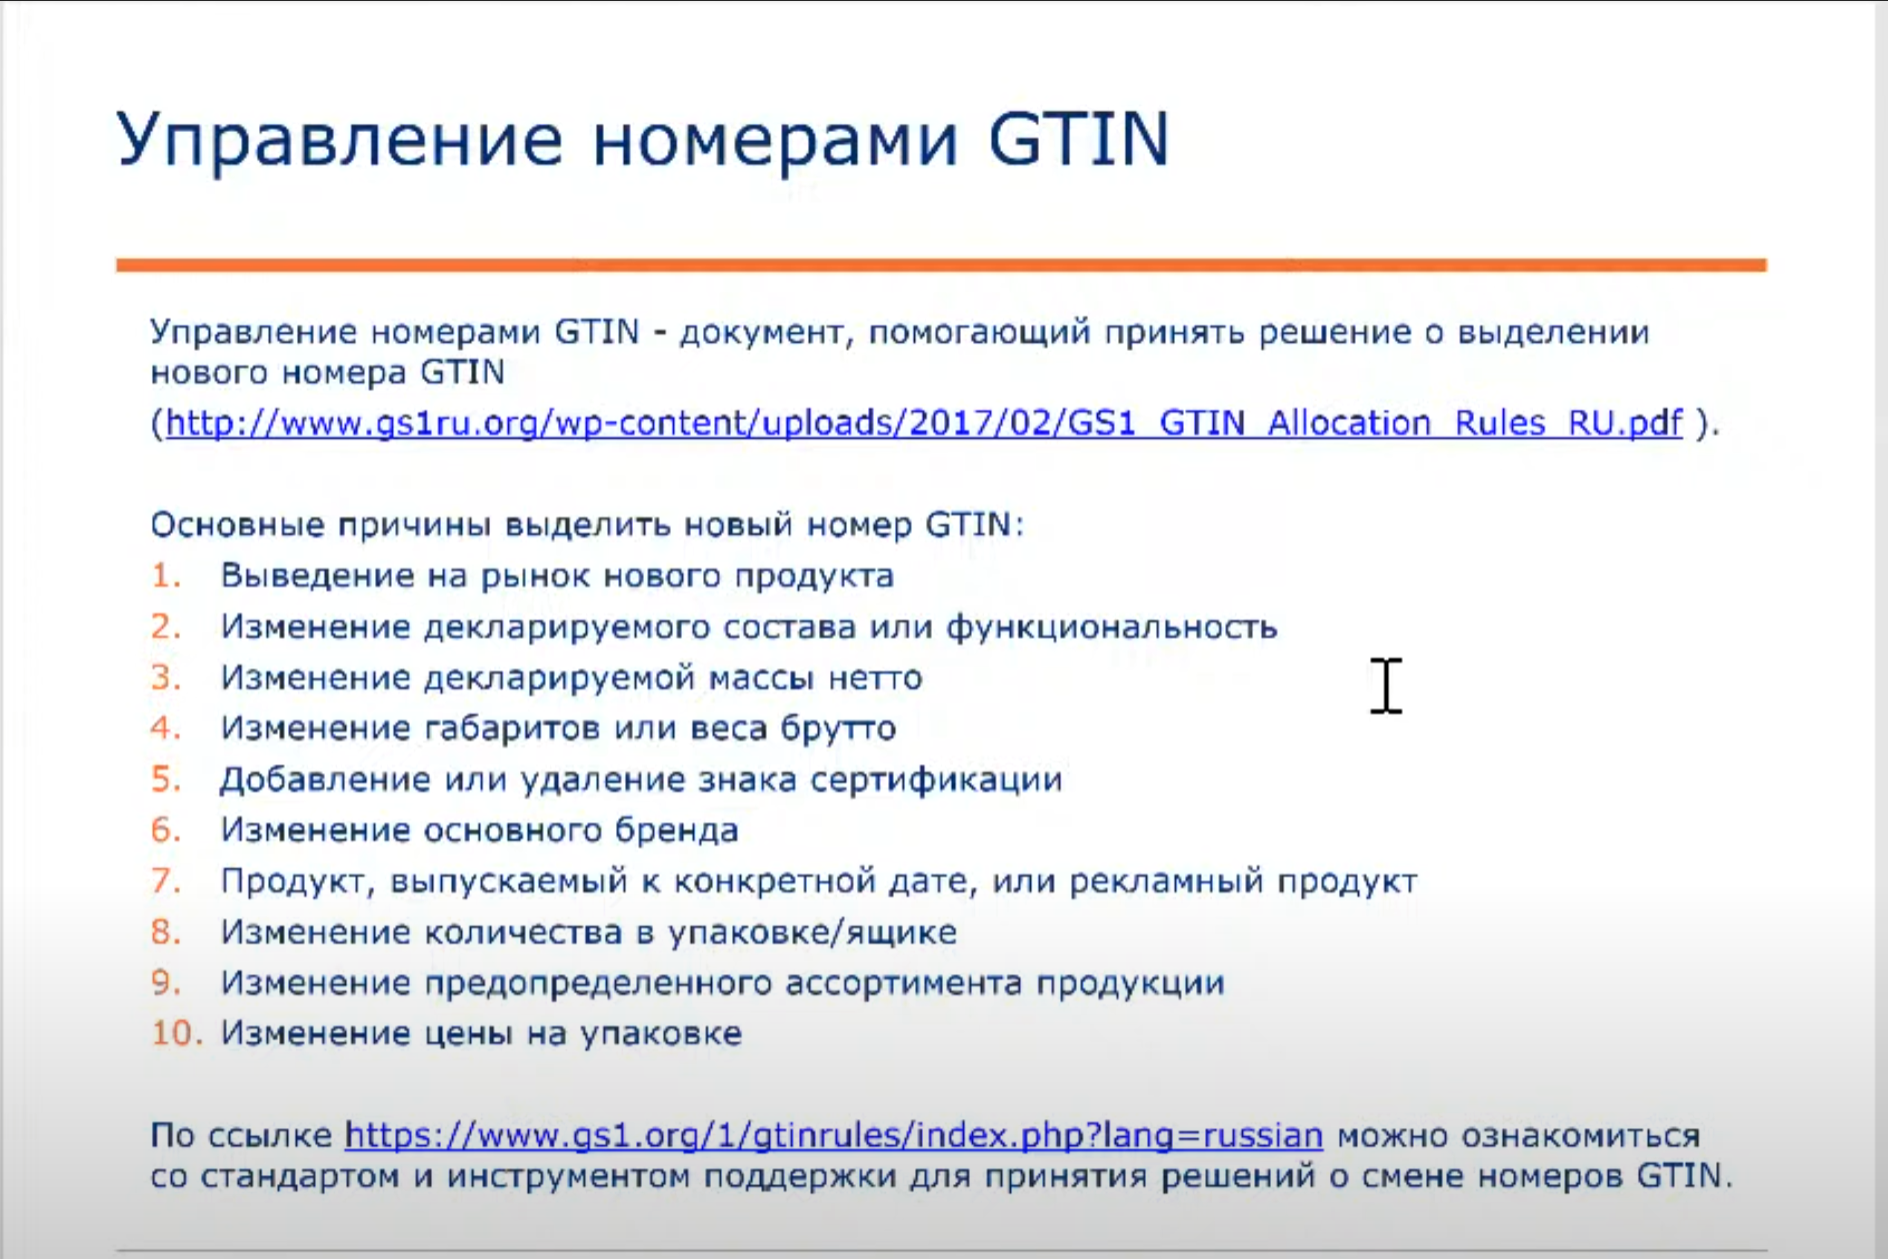 Управление номерами GTIN
Управление номерами GTIN - документ, помогающий принять решение о выделении
нового номера GTIN
(http://www.gs1ru.org/wp-content/uploads/2017/02/GS1_GTIN_Allocation_Rules_RU.pdf ).
Основные причины выделить новый номер GTIN:
1. Выведение на рынок нового продукта
2. Изменение декларируемого состава или функциональность
3. Изменение декларируемой массы нетто
4. Изменение габаритов или веса брутто
5. Добавление или удаление знака сертификации
6. Изменение основного бренда
7. Продукт, выпускаемый к конкретной дате, или рекламный продукт
8. Изменение количества в упаковке/ящике
9. Изменение предопределенного ассортимента продукции
10. Изменение цены на упаковке
По ссылке https://www.gs1.org/1/gtinrules/index.php?lang=russian можно ознакомиться
со стандартом и инструментом поддержки для принятия решений о смене номеров GTIN.